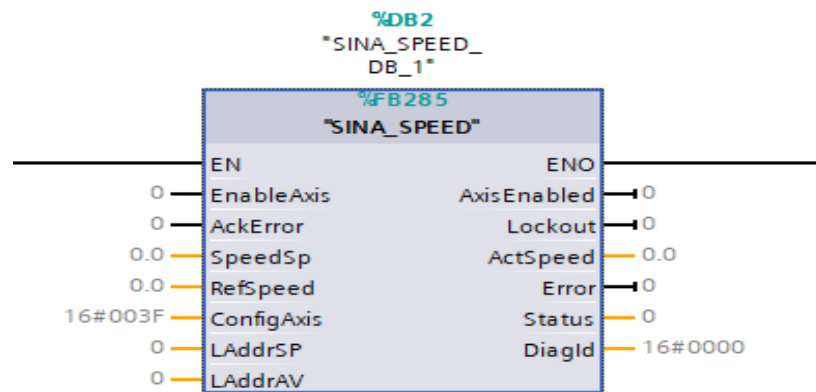 %DB2
"SINA_SPEED_
DB_1"
%FB285
"SINA_SPEED"
EN ENO
0 EnableAxis AxisEnabled 0
0 AckError Lockout 0
0.0 SpeedSp ActSpeed 0.0
0.0 RefSpeed Error 0
16#003F ConfigAxis Status 0
0 LAddrSP DiagId 16#0000
0 LAddrAV